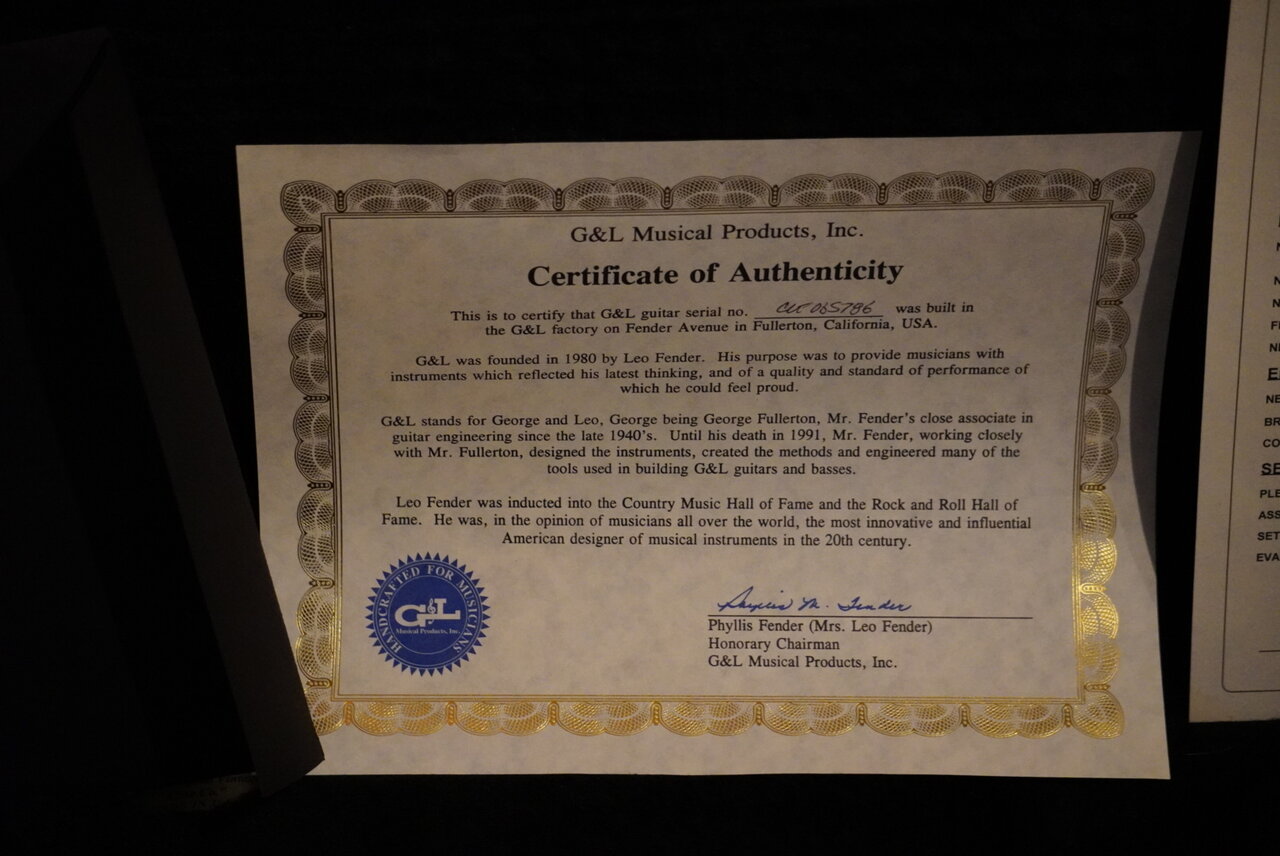 G&L Musical Products, Inc.
Certificate of Authenticity
This is to certify that G&L guitar serial no. CLF065786 was built in
the G&L factory on Fender Avenue in Fullerton, California, USA.
G&L was founded in 1980 by Leo Fender. His purpose was to provide musicians with
instruments which reflected his latest thinking, and of a quality and standard of performance of
which he could feel proud.
G&L stands for George and Leo, George being George Fullerton, Mr. Fender's close associate in
guitar engineering since the late 1940's. Until his death in 1991, Mr. Fender, working closely
with Mr. Fullerton, designed the instruments, created the methods and engineered many of the
tools used in building G&L guitars and basses.
Leo Fender was inducted into the Country Music Hall of Fame and the Rock and Roll Hall of
Fame. He was, in the opinion of musicians all over the world, the most innovative and influential
American designer of musical instruments in the 20th century.
HANDCRAFTED FOR MUSICIANS
G&L
Musical Products, Inc.
Phyllis M. Fender
Phyllis Fender (Mrs. Leo Fender)
Honorary Chairman
G&L Musical Products, Inc.
NE
BR
CO
SE
PLE
ASS
SET
EVA